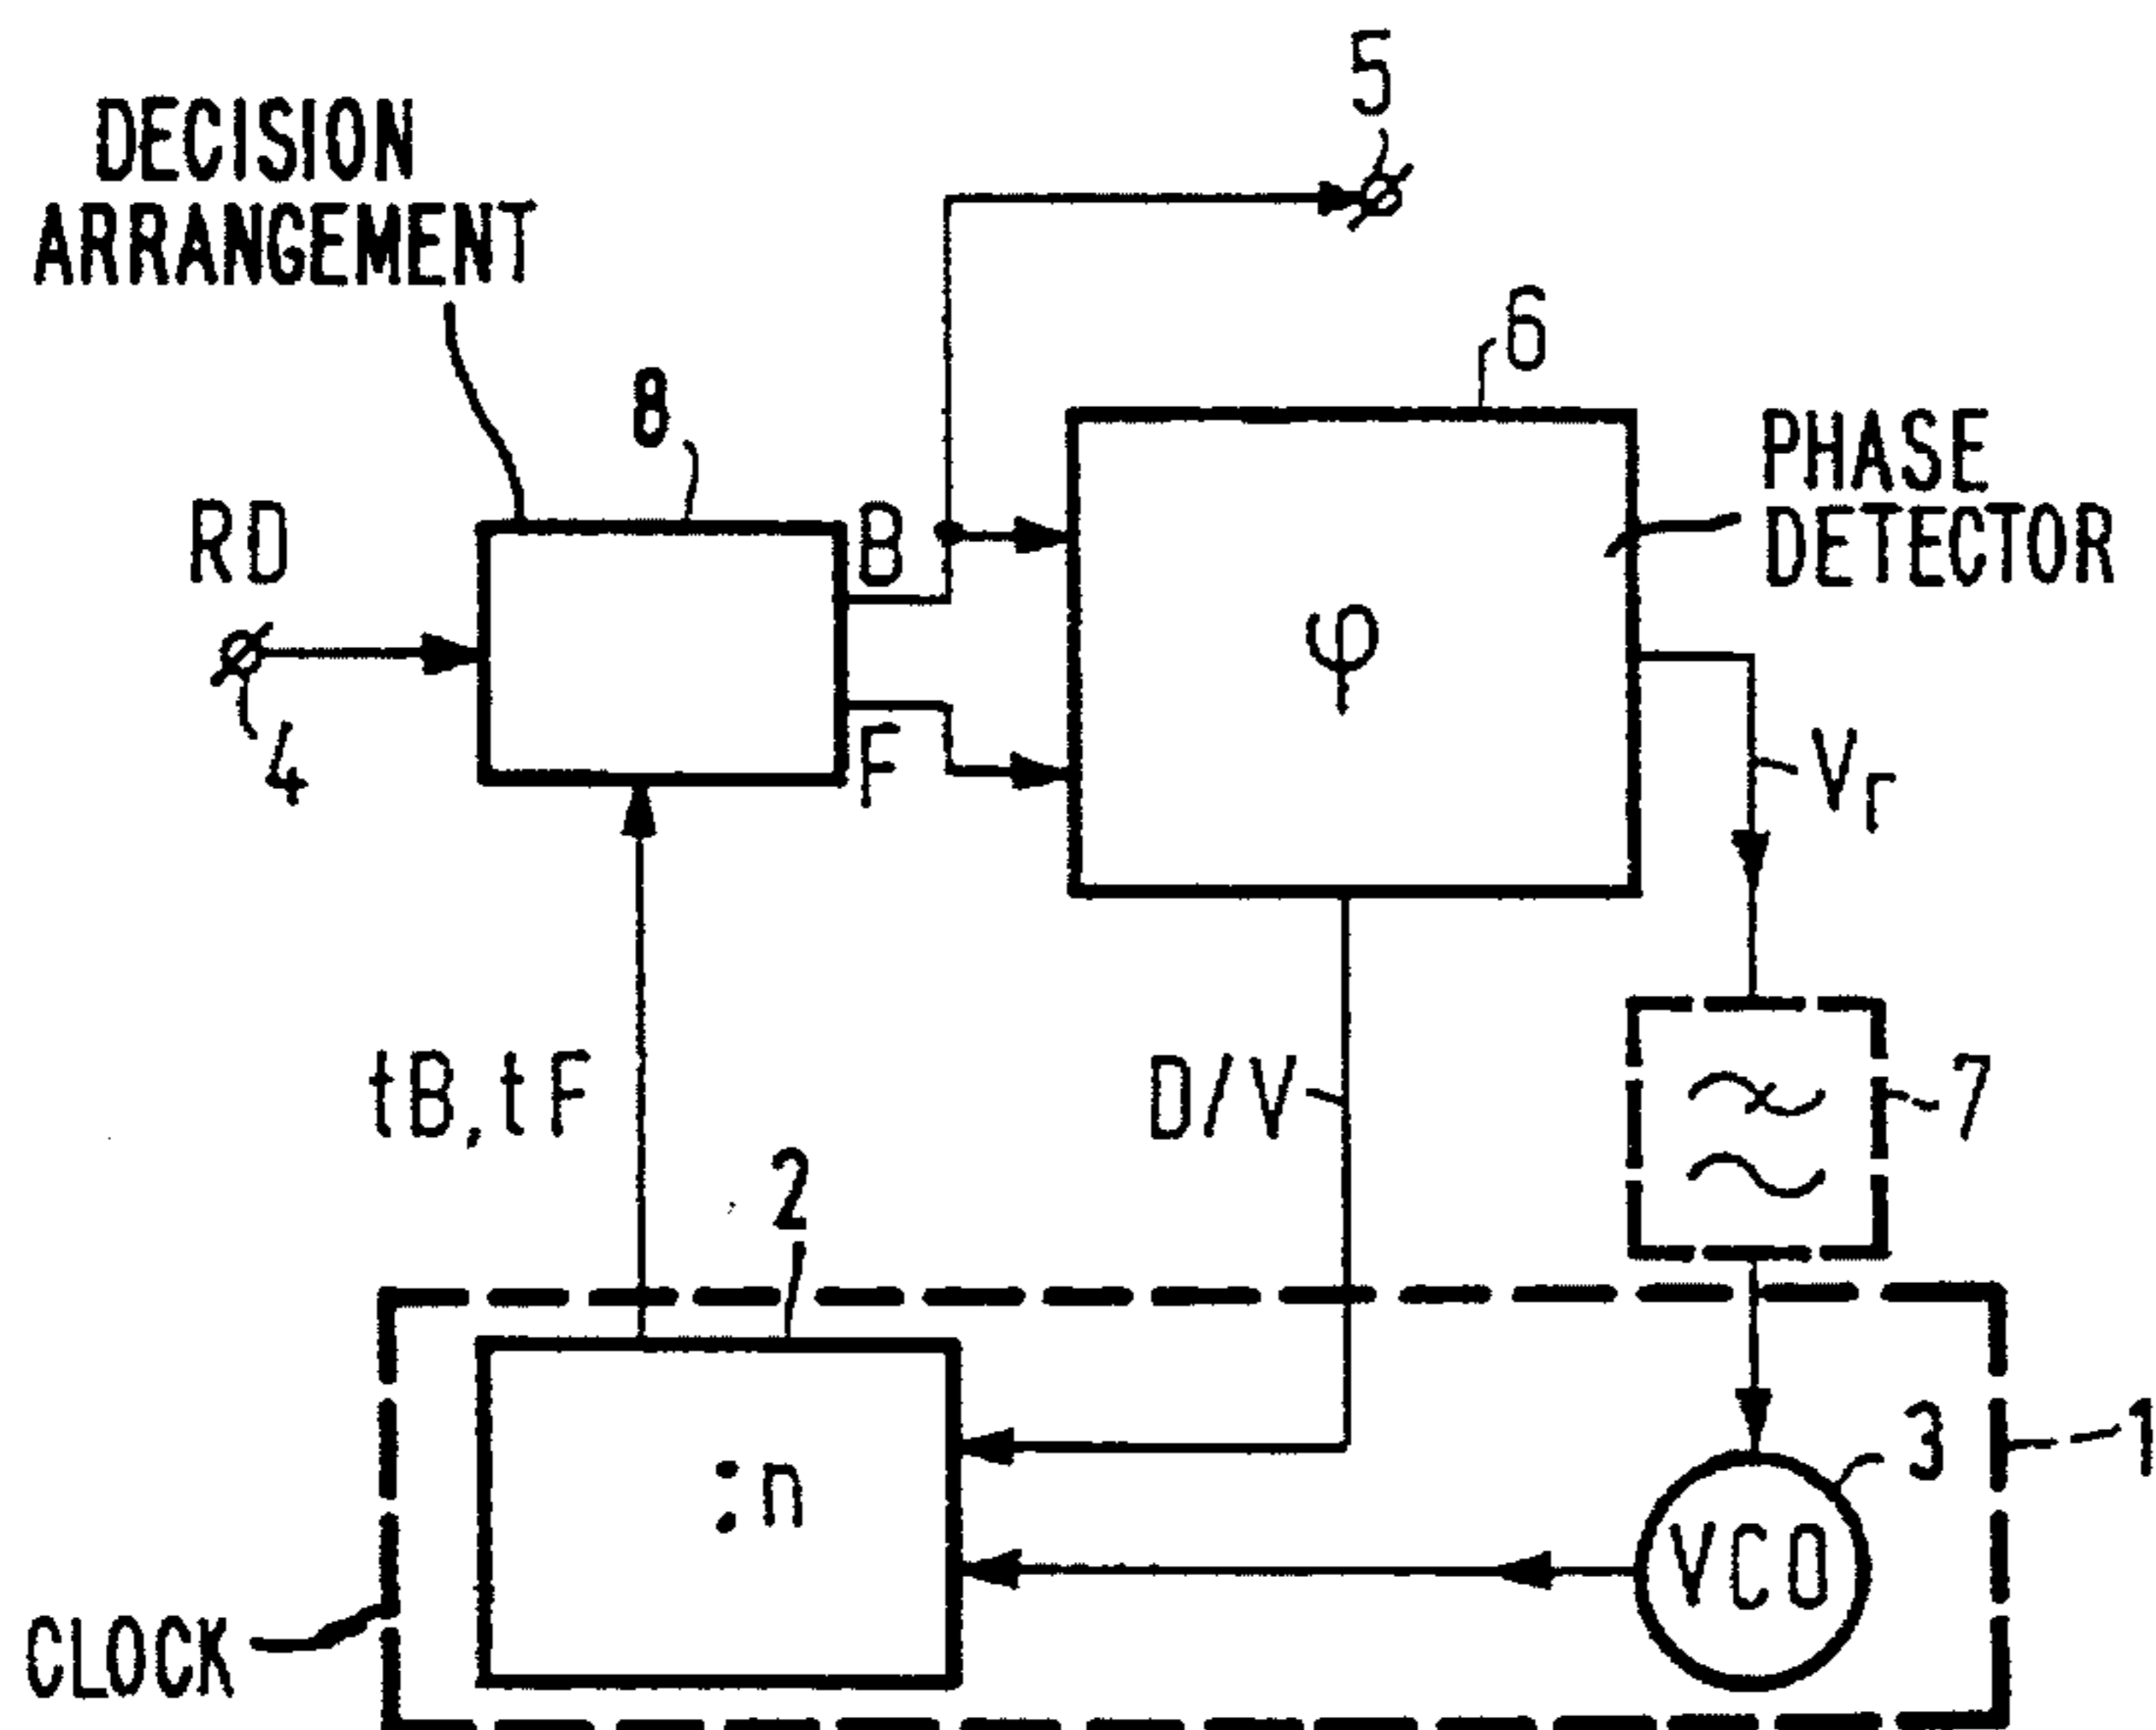 5
DECISION
ARRANGEMENT
6
8
PHASE
DETECTOR
RD
B
φ
4
F
Vr
tB,tF
D/V
7
2
3
1
:n
VCO
CLOCK